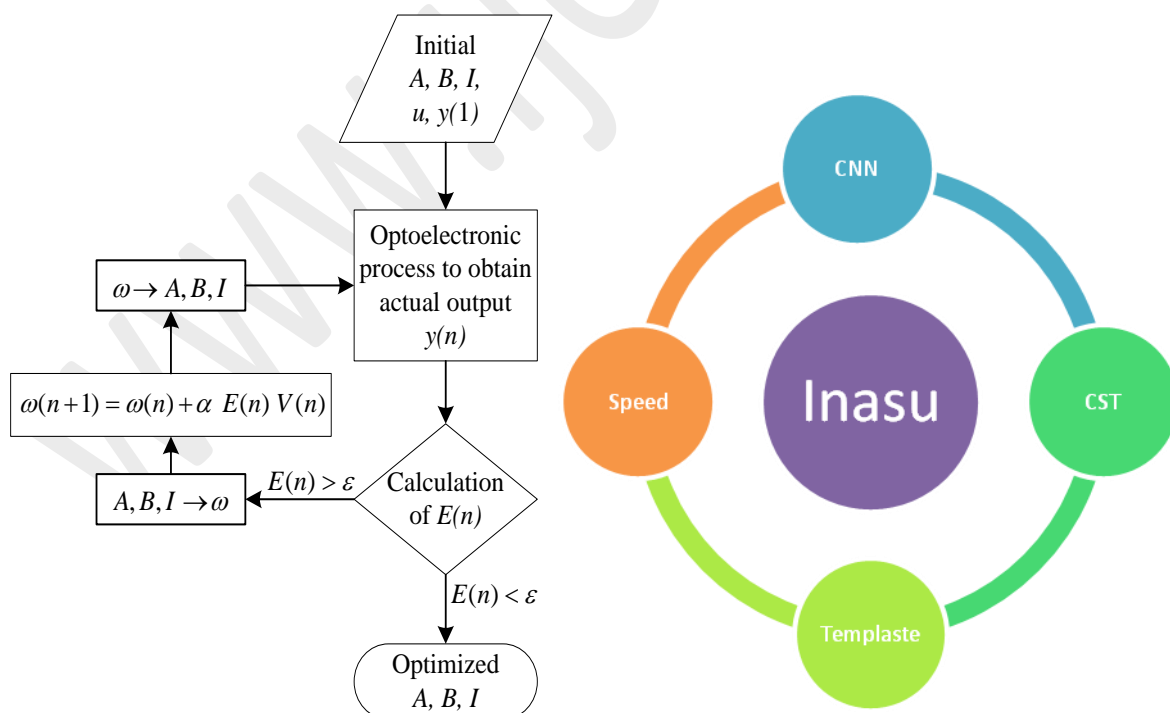 Initial
A, B, I,
u, y(1)
Optoelectronic
process to obtain
actual output
y(n)
ω → A, B, I
ω(n+1) = ω(n) + α E(n) V(n)
A, B, I → ω
E(n) > ε
Calculation
of E(n)
E(n) < ε
Optimized
A, B, I
CNN
Speed
Inasu
CST
Templaste